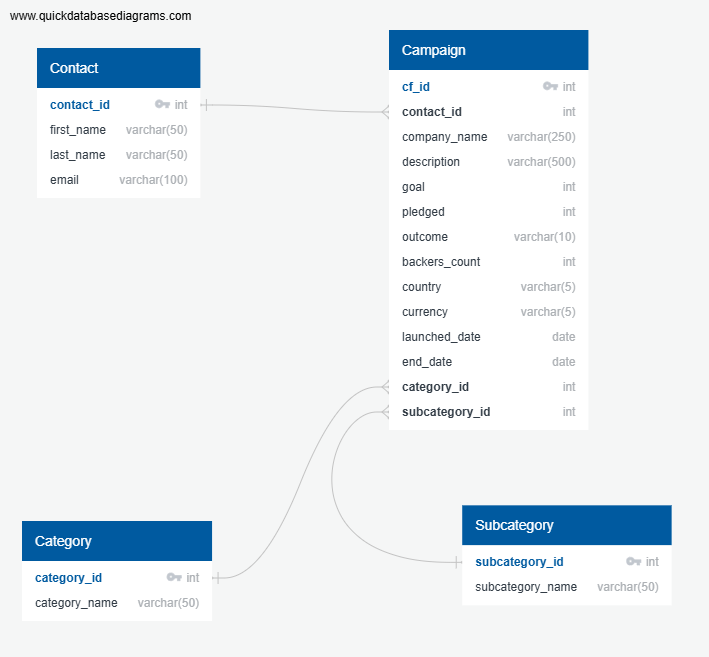 www.quickdatabasediagrams.com
Contact
contact_id int
first_name varchar(50)
last_name varchar(50)
email varchar(100)
Campaign
cf_id int
contact_id int
company_name varchar(250)
description varchar(500)
goal int
pledged int
outcome varchar(10)
backers_count int
country varchar(5)
currency varchar(5)
launched_date date
end_date date
category_id int
subcategory_id int
Category
category_id int
category_name varchar(50)
Subcategory
subcategory_id int
subcategory_name varchar(50)